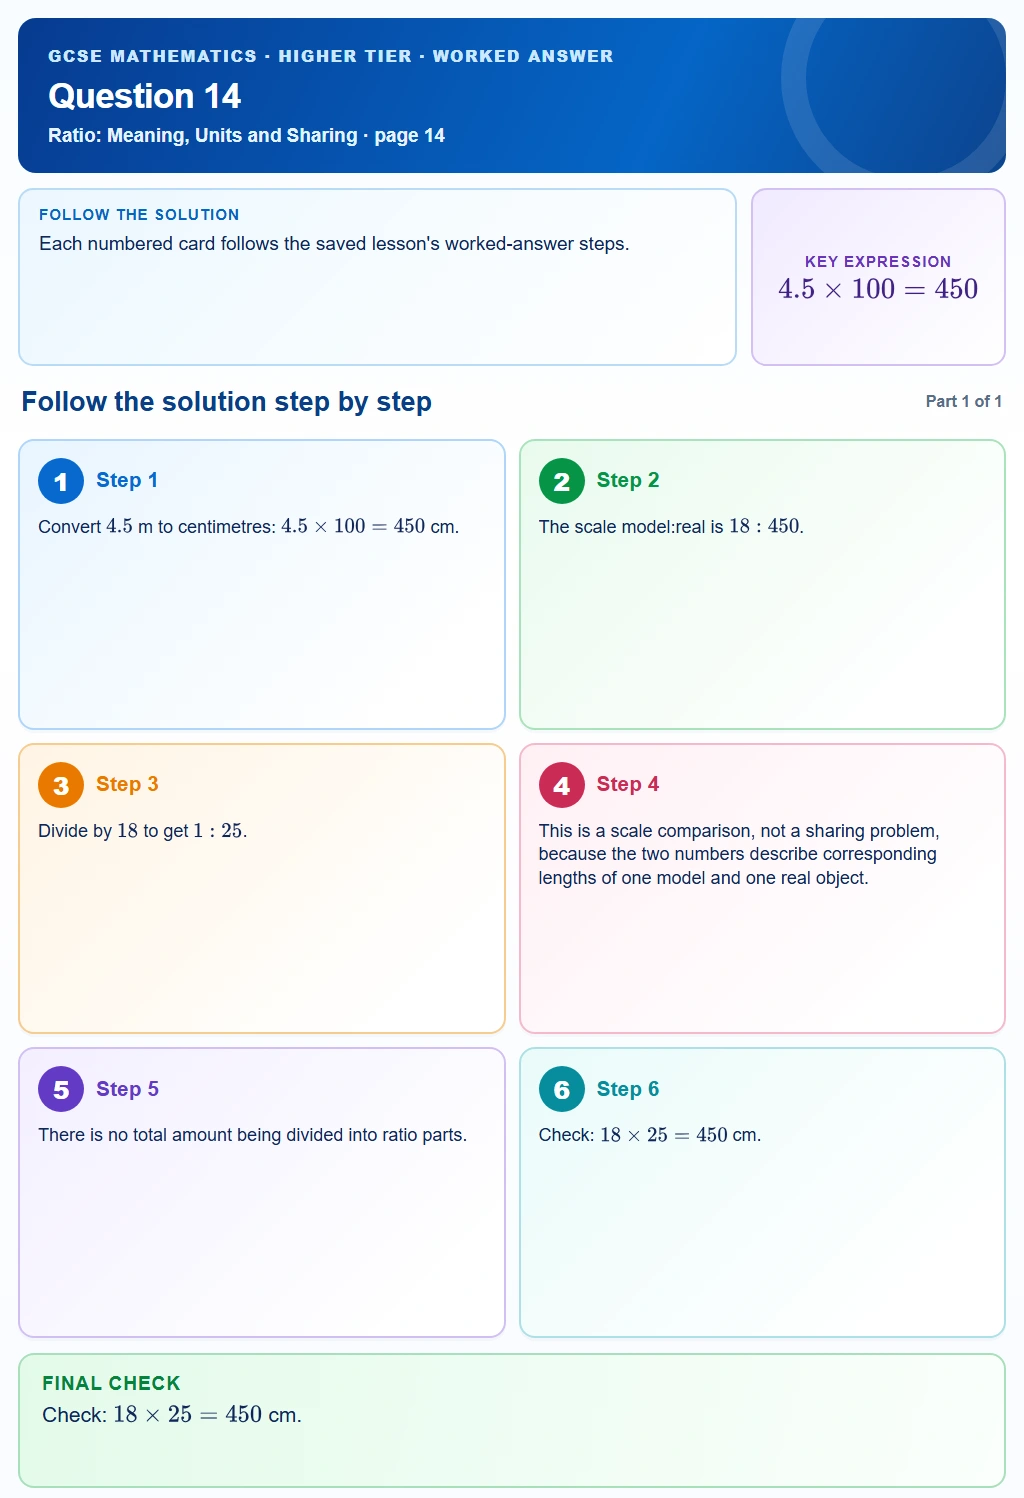 GCSE MATHEMATICS · HIGHER TIER · WORKED ANSWER
Question 14
Ratio: Meaning, Units and Sharing · page 14
FOLLOW THE SOLUTION
Each numbered card follows the saved lesson's worked-answer steps.
KEY EXPRESSION
4.5 × 100 = 450
Follow the solution step by step
Part 1 of 1
1 Step 1
Convert 4.5 m to centimetres: 4.5 × 100 = 450 cm.
2 Step 2
The scale model:real is 18 : 450.
3 Step 3
Divide by 18 to get 1 : 25.
4 Step 4
This is a scale comparison, not a sharing problem,
because the two numbers describe corresponding
lengths of one model and one real object.
5 Step 5
There is no total amount being divided into ratio parts.
6 Step 6
Check: 18 × 25 = 450 cm.
FINAL CHECK
Check: 18 × 25 = 450 cm.